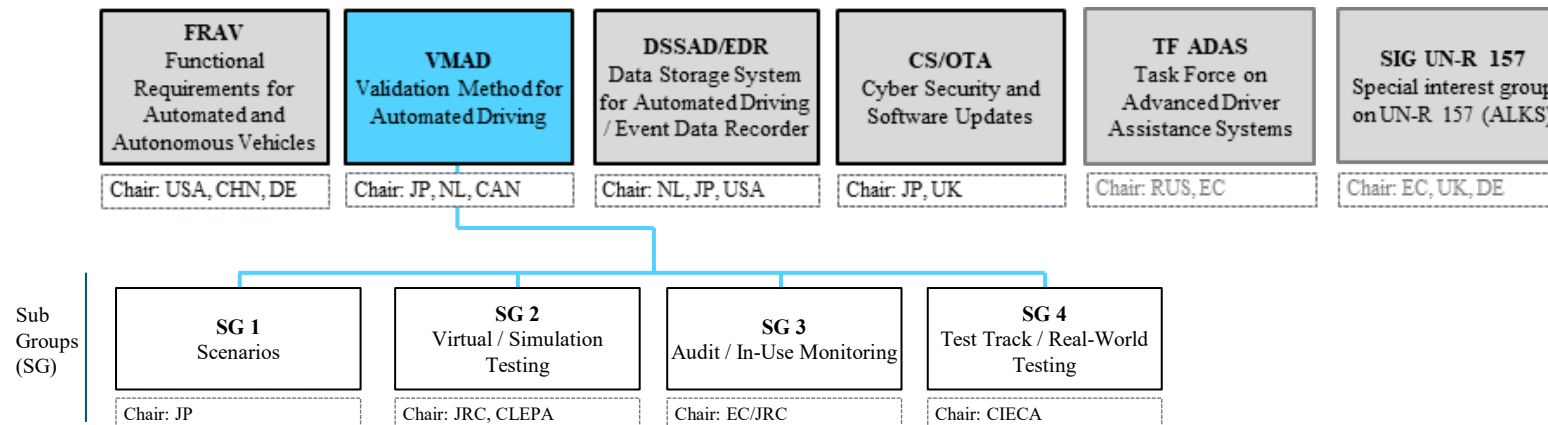 FRAV
Functional
Requirements for
Automated and
Autonomous Vehicles
Chair: USA, CHN, DE
VMAD
Validation Method for
Automated Driving
Chair: JP, NL, CAN
DSSAD/EDR
Data Storage System
for Automated Driving
/ Event Data Recorder
Chair: NL, JP, USA
CS/OTA
Cyber Security and
Software Updates
Chair: JP, UK
TF ADAS
Task Force on
Advanced Driver
Assistance Systems
Chair: RUS, EC
SIG UN-R 157
Special interest group
on UN-R 157 (ALKS)
Chair: EC, UK, DE
Sub
Groups
(SG)
SG 1
Scenarios
Chair: JP
SG 2
Virtual / Simulation
Testing
Chair: JRC, CLEPA
SG 3
Audit / In-Use Monitoring
Chair: EC/JRC
SG 4
Test Track / Real-World
Testing
Chair: CIECA